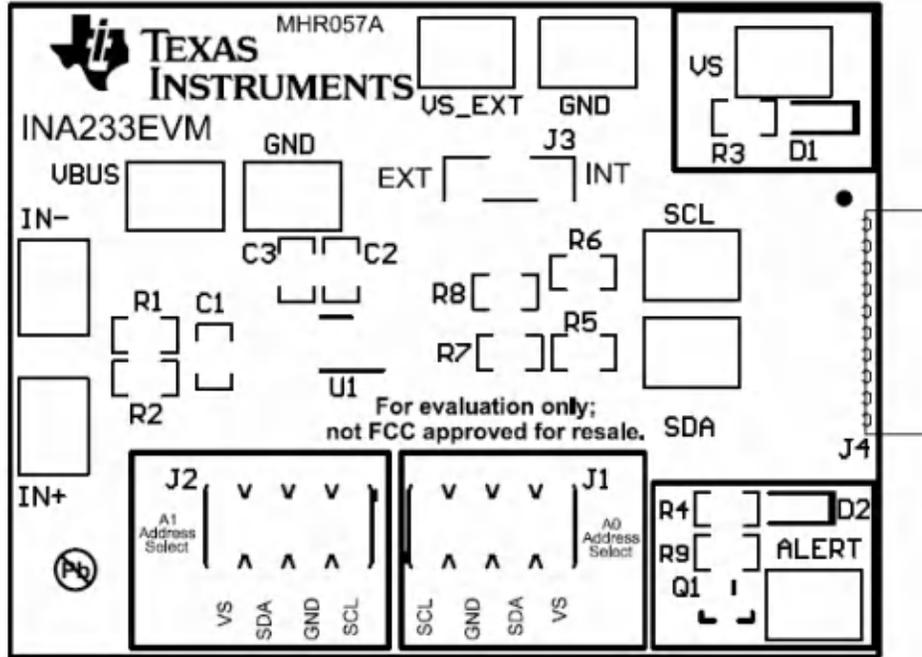 MHR057A
TEXAS
INSTRUMENTS
INA233EVM
VS_EXT
GND
VS
R3
D1
VBUS
GND
EXT
J3
INT
IN-
C3
C2
R6
SCL
R8
R1
C1
R7
R5
R2
U1
For evaluation only;
not FCC approved for resale.
SDA
J4
IN+
J2
A1
Address
Select
VS
SDA
GND
SCL
J1
A0
Address
Select
SCL
GND
SDA
VS
R4
D2
R9
ALERT
Q1
Pb